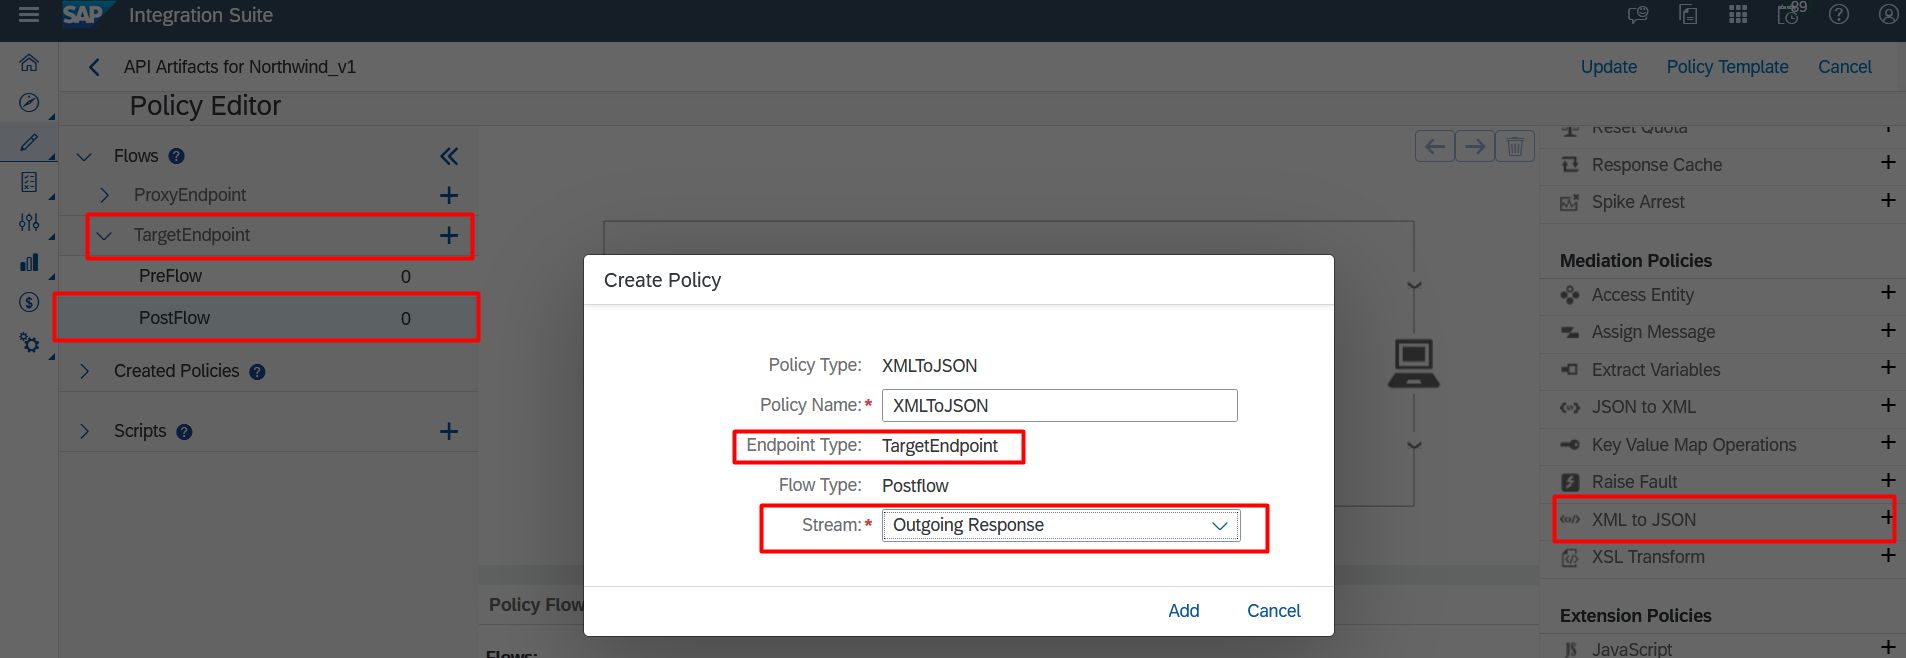 SAP Integration Suite
89
API Artifacts for Northwind_v1
Update Policy Template Cancel
Policy Editor
Flows
ProxyEndpoint
TargetEndpoint
PreFlow 0
PostFlow 0
Created Policies
Scripts
Create Policy
Policy Type: XMLToJSON
Policy Name:* XMLToJSON
Endpoint Type: TargetEndpoint
Flow Type: Postflow
Stream:* Outgoing Response
Add Cancel
Policy Flow
Flows:
Reset Quota
Response Cache
Spike Arrest
Mediation Policies
Access Entity
Assign Message
Extract Variables
JSON to XML
Key Value Map Operations
Raise Fault
XML to JSON
XSL Transform
Extension Policies
JS JavaScript